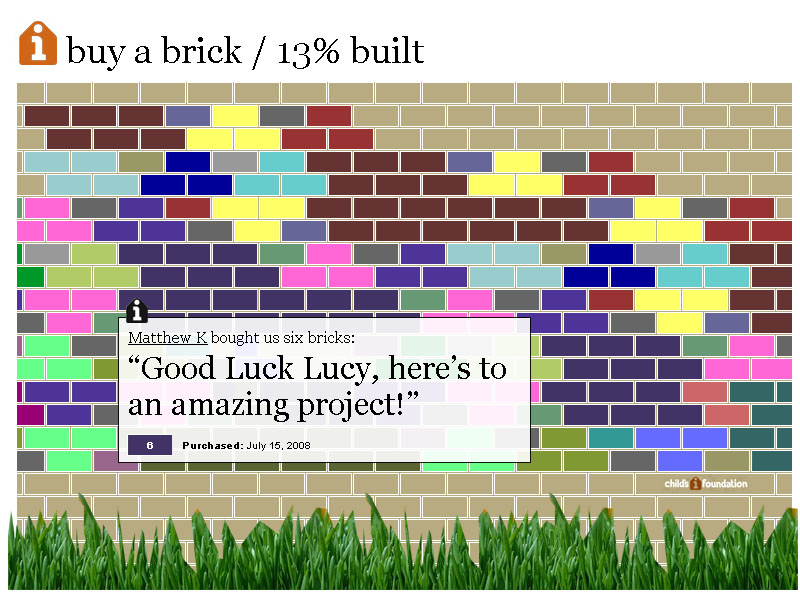 i buy a brick / 13% built
i
Matthew K bought us six bricks:
“Good Luck Lucy, here’s to
an amazing project!”
6 Purchased: July 15, 2008
child's i foundation